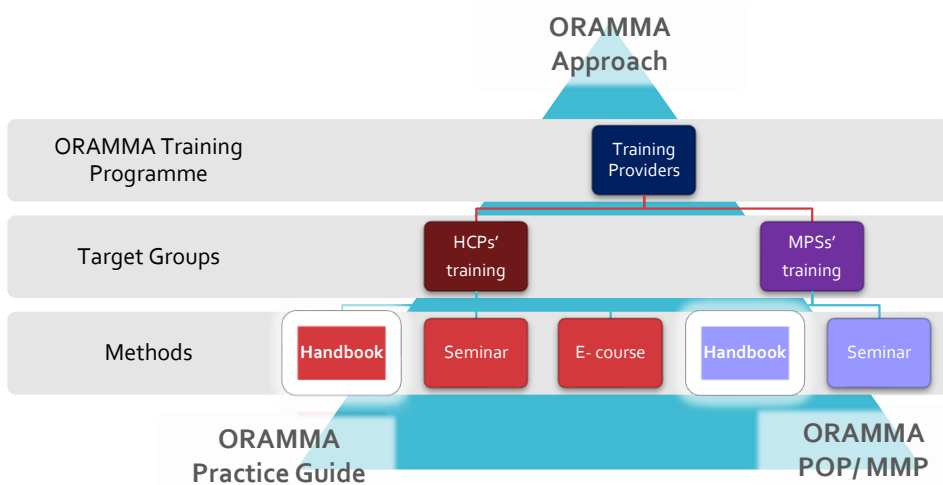 ORAMMA
Approach
ORAMMA Training
Programme
Training
Providers
Target Groups
HCPs'
training
MPSs'
training
Methods
Handbook
Seminar
E- course
Handbook
Seminar
ORAMMA
Practice Guide
ORAMMA
POP/ MMP